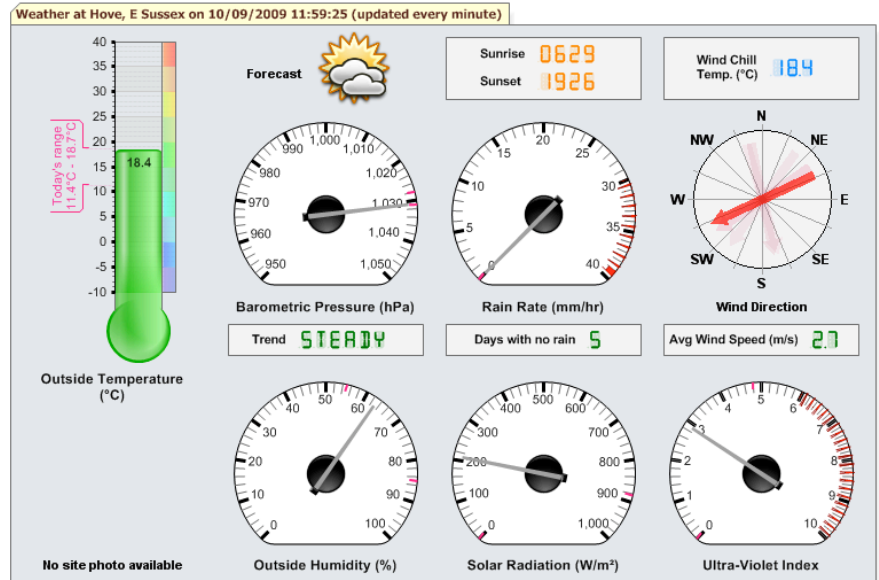 Weather at Hove, E Sussex on 10/09/2009 11:59:25 (updated every minute)
40
35
30
25
20
15
10
5
0
-5
-10
Today's range
11.4°C - 18.7°C
18.4
Outside Temperature
(°C)
No site photo available
Forecast
Sunrise 0629
Sunset 1926
Wind Chill
Temp. (°C) 18.4
950
960
970
980
990
1,000
1,010
1,020
1,030
1,040
1,050
Barometric Pressure (hPa)
0
5
10
15
20
25
30
35
40
Rain Rate (mm/hr)
N
NE
E
SE
S
SW
W
NW
Wind Direction
Trend STEADY
Days with no rain 5
Avg Wind Speed (m/s) 2.7
0
10
20
30
40
50
60
70
80
90
100
Outside Humidity (%)
0
100
200
300
400
500
600
700
800
900
1,000
Solar Radiation (W/m²)
0
1
2
3
4
5
6
7
8
9
10
Ultra-Violet Index